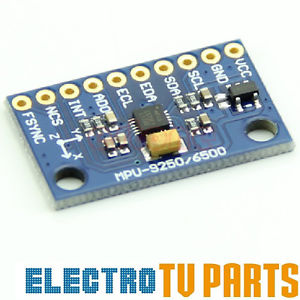 VCC
GND
SCL
SDA
EDA
ECL
ADO
INT
NCS
FSYNC
Z
Y
X
MPU-9250/6500
ELECTRO TV PARTS